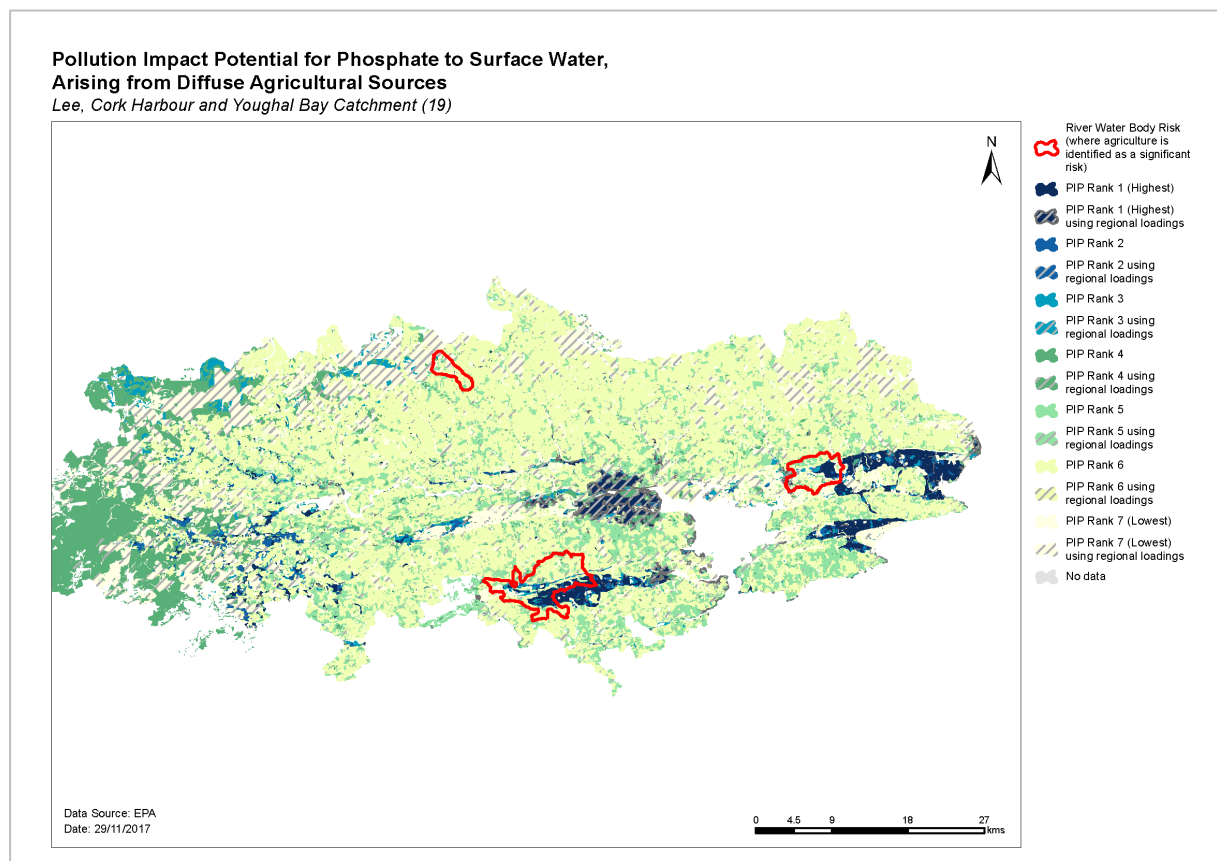 Pollution Impact Potential for Phosphate to Surface Water,
Arising from Diffuse Agricultural Sources
Lee, Cork Harbour and Youghal Bay Catchment (19)
N
River Water Body Risk
(where agriculture is
identified as a significant
risk)
PIP Rank 1 (Highest)
PIP Rank 1 (Highest)
using regional loadings
PIP Rank 2
PIP Rank 2 using
regional loadings
PIP Rank 3
PIP Rank 3 using
regional loadings
PIP Rank 4
PIP Rank 4 using
regional loadings
PIP Rank 5
PIP Rank 5 using
regional loadings
PIP Rank 6
PIP Rank 6 using
regional loadings
PIP Rank 7 (Lowest)
PIP Rank 7 (Lowest)
using regional loadings
No data
Data Source: EPA
Date: 29/11/2017
0 4.5 9 18 27
kms